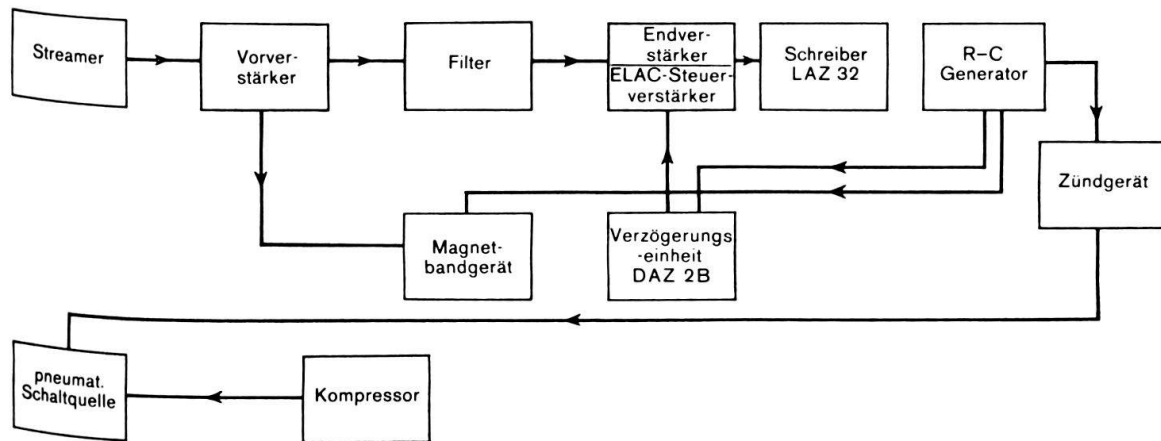 Streamer
Vorver-
stärker
Filter
Endver-
stärker
ELAC-Steuer-
verstärker
Schreiber
LAZ 32
R–C
Generator
Zündgerät
Magnet-
bandgerät
Verzögerungs
-einheit
DAZ 2B
pneumat.
Schaltquelle
Kompressor